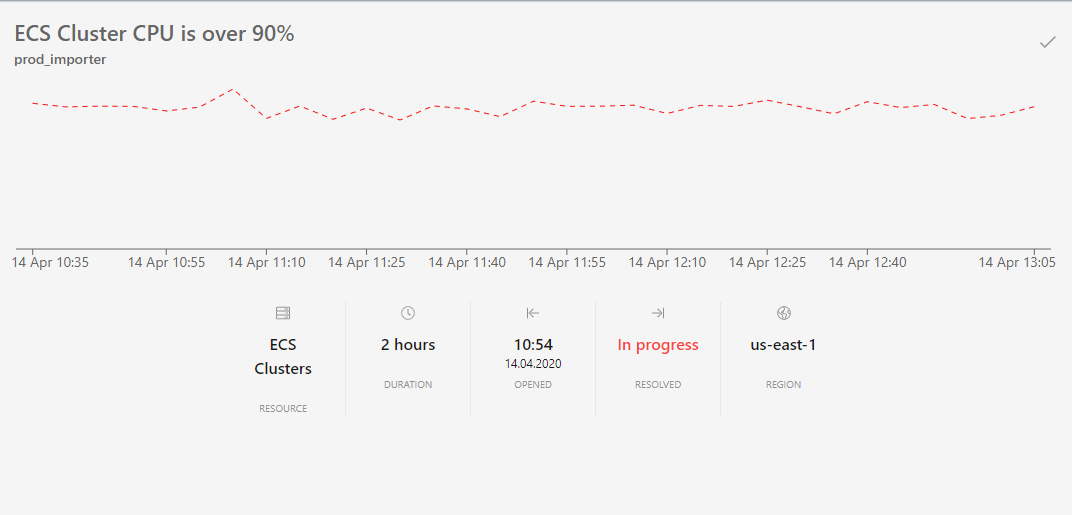 ECS Cluster CPU is over 90%
prod_importer
14 Apr 10:35 14 Apr 10:55 14 Apr 11:10 14 Apr 11:25 14 Apr 11:40 14 Apr 11:55 14 Apr 12:10 14 Apr 12:25 14 Apr 12:40 14 Apr 13:05
ECS
Clusters
RESOURCE
2 hours
DURATION
10:54
14.04.2020
OPENED
In progress
RESOLVED
us-east-1
REGION